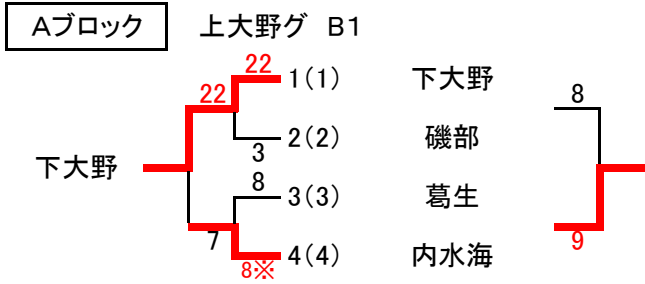 Aブロック 上大野グ B1
22
22 1(1) 下大野 8
3 2(2) 磯部
下大野
8 3(3) 葛生
7 4(4) 内水海 9
8※